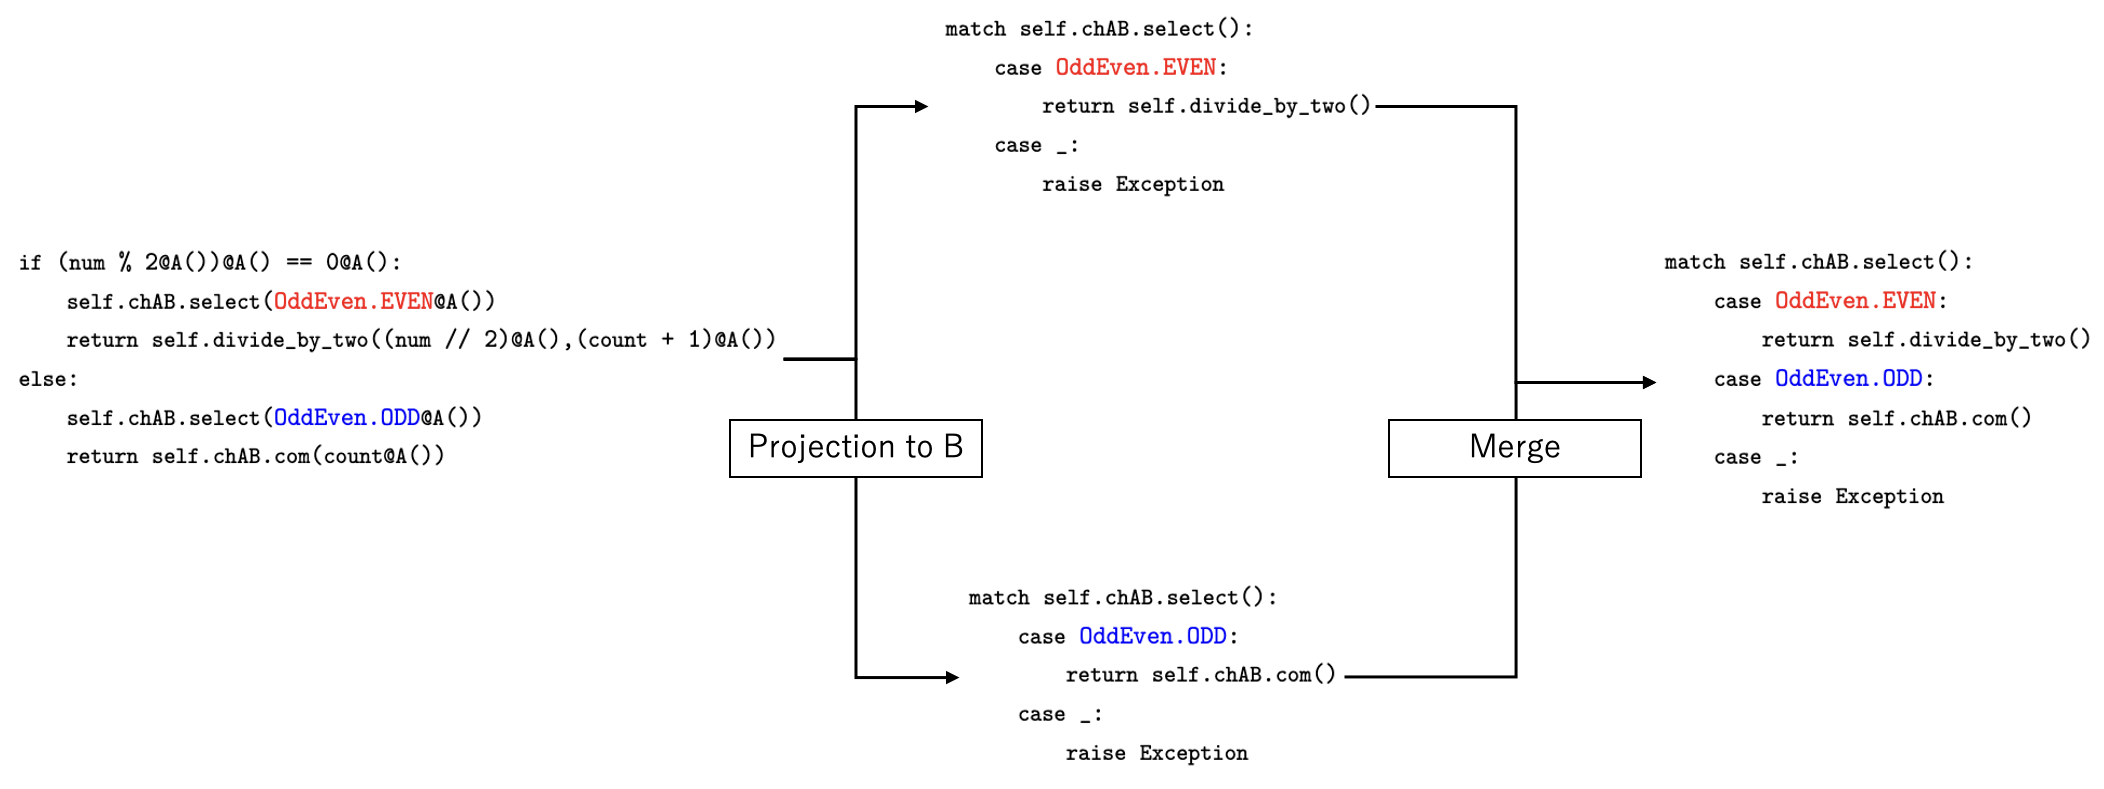 if (num % 2@A())@A() == 0@A():
    self.chAB.select(OddEven.EVEN@A())
    return self.divide_by_two((num // 2)@A(),(count + 1)@A())
else:
    self.chAB.select(OddEven.ODD@A())
    return self.chAB.com(count@A())
Projection to B
match self.chAB.select():
    case OddEven.EVEN:
        return self.divide_by_two()
    case _:
        raise Exception
match self.chAB.select():
    case OddEven.ODD:
        return self.chAB.com()
    case _:
        raise Exception
Merge
match self.chAB.select():
    case OddEven.EVEN:
        return self.divide_by_two()
    case OddEven.ODD:
        return self.chAB.com()
    case _:
        raise Exception